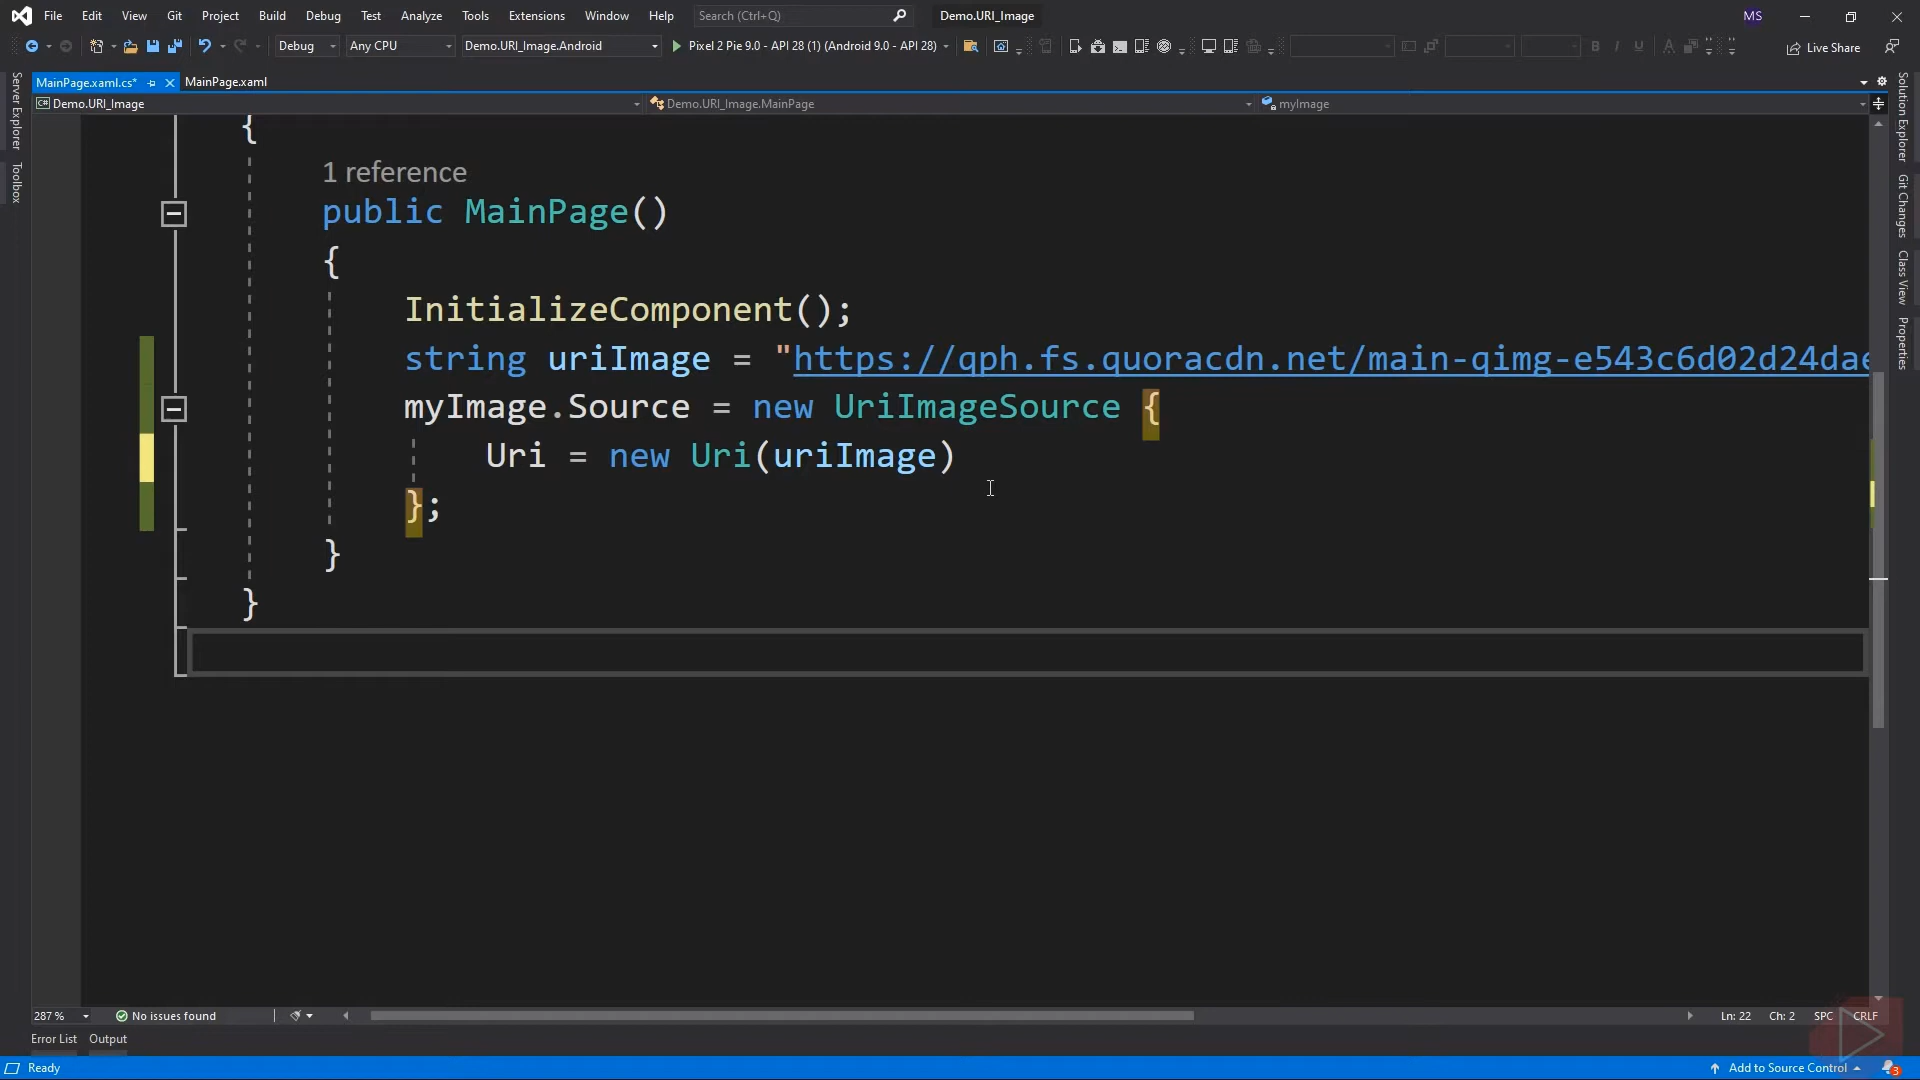 File Edit View Git Project Build Debug Test Analyze Tools Extensions Window Help Search (Ctrl+Q) Demo.URI_Image MS
Debug Any CPU Demo.URI_Image.Android Pixel 2 Pie 9.0 - API 28 (1) (Android 9.0 - API 28) Live Share
MainPage.xaml.cs* MainPage.xaml
Demo.URI_Image Demo.URI_Image.MainPage myImage
Server Explorer
Toolbox
Solution Explorer
Git Changes
Class View
Properties
{
1 reference
public MainPage()
{
InitializeComponent();
string uriImage = "https://qph.fs.quoracdn.net/main-qimg-e543c6d02d24dae
myImage.Source = new UriImageSource {
Uri = new Uri(uriImage)
};
}
}
287 % No issues found Ln: 22 Ch: 2 SPC CRLF
Error List Output
Ready Add to Source Control 3